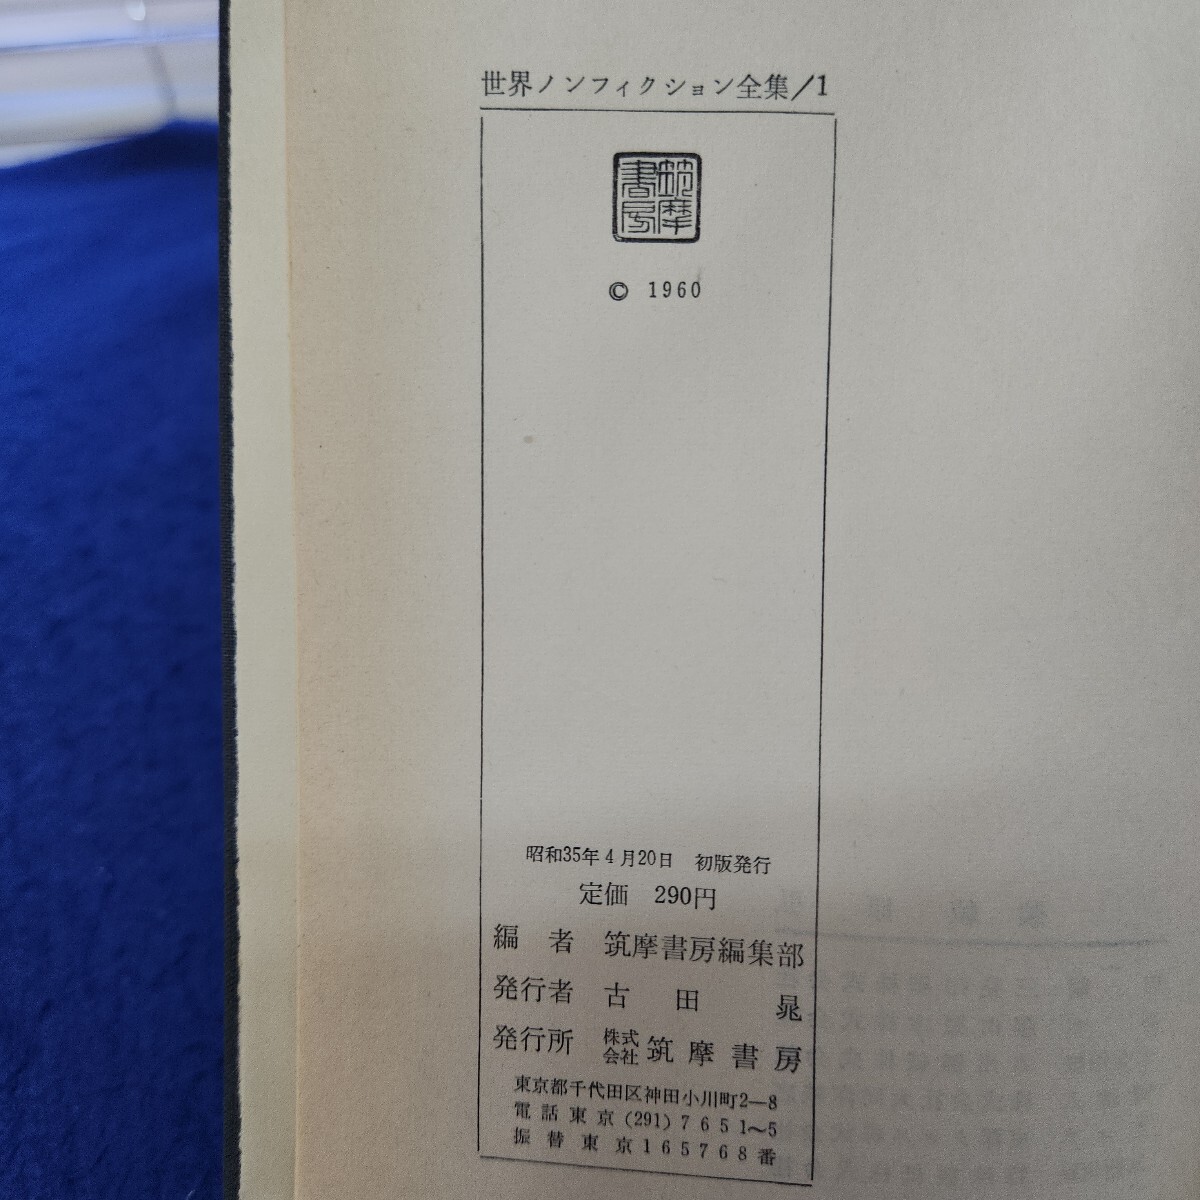 世界ノンフィクション全集/1
筑摩書房
© 1960
昭和35年4月20日 初版発行
定価 290円
編者 筑摩書房編集部
発行者 古田晁
発行所 株式会社 筑摩書房
東京都千代田区神田小川町2—8
電話東京(291)7651〜5
振替東京165768番